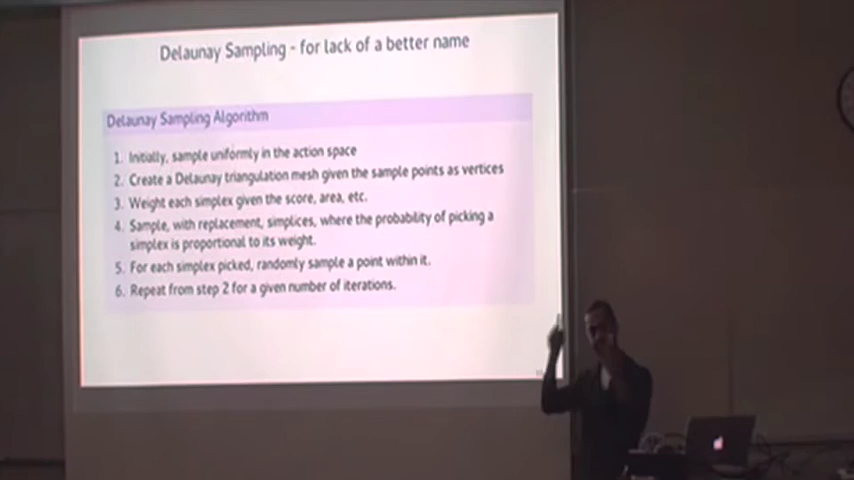 Delaunay Sampling - for lack of a better name
Delaunay Sampling Algorithm
1. Initially, sample uniformly in the action space
2. Create a Delaunay triangulation mesh given the sample points as vertices
3. Weight each simplex given the score, area, etc.
4. Sample, with replacement, simplices, where the probability of picking a
simplex is proportional to its weight.
5. For each simplex picked, randomly sample a point within it.
6. Repeat from step 2 for a given number of iterations.